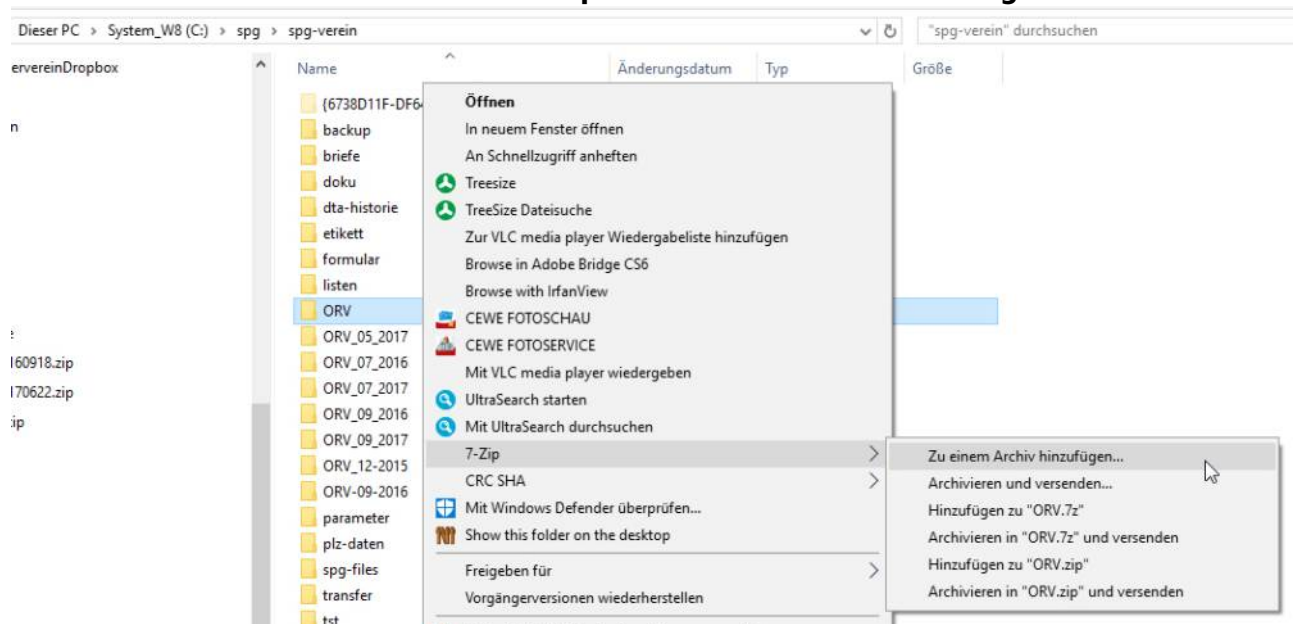 Dieser PC > System_W8 (C:) > spg > spg-verein
"spg-verein" durchsuchen
ervereinDropbox
n
160918.zip
170622.zip
Name
Änderungsdatum
Typ
Größe
{6738D11F-DF64
backup
briefe
doku
dta-historie
etikett
formular
listen
ORV
ORV_05_2017
ORV_07_2016
ORV_07_2017
ORV_09_2016
ORV_09_2017
ORV_12-2015
ORV-09-2016
parameter
plz-daten
spg-files
transfer
tst
Öffnen
In neuem Fenster öffnen
An Schnellzugriff anheften
Treesize
TreeSize Dateisuche
Zur VLC media player Wiedergabeliste hinzufügen
Browse in Adobe Bridge CS6
Browse with IrfanView
CEWE FOTOSCHAU
CEWE FOTOSERVICE
Mit VLC media player wiedergeben
UltraSearch starten
Mit UltraSearch durchsuchen
7-Zip
CRC SHA
Mit Windows Defender überprüfen...
Show this folder on the desktop
Freigeben für
Vorgängerversionen wiederherstellen
Zu einem Archiv hinzufügen...
Archivieren und versenden...
Hinzufügen zu "ORV.7z"
Archivieren in "ORV.7z" und versenden
Hinzufügen zu "ORV.zip"
Archivieren in "ORV.zip" und versenden